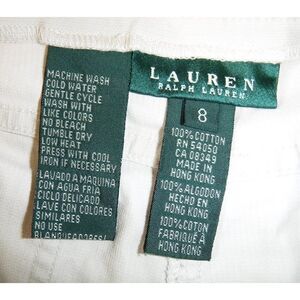 MACHINE WASH
COLD WATER
GENTLE CYCLE
WASH WITH
LIKE COLORS
NO BLEACH
TUMBLE DRY
LOW HEAT
PRESS WITH COOL
IRON IF NECESSARY
LAVADO A MAQUINA
CON AGUA FRIA
CICLO DELICADO
LAVE CON COLORES
SIMILARES
NO USE
BLANQUEADORES/
LAUREN
RALPH LAUREN
8
100% COTTON
RN 54050
CA 08349
MADE IN
HONG KONG
100% ALGODON
HECHO EN
HONG KONG
100% COTON
FABRIQUÉ À
HONG KONG